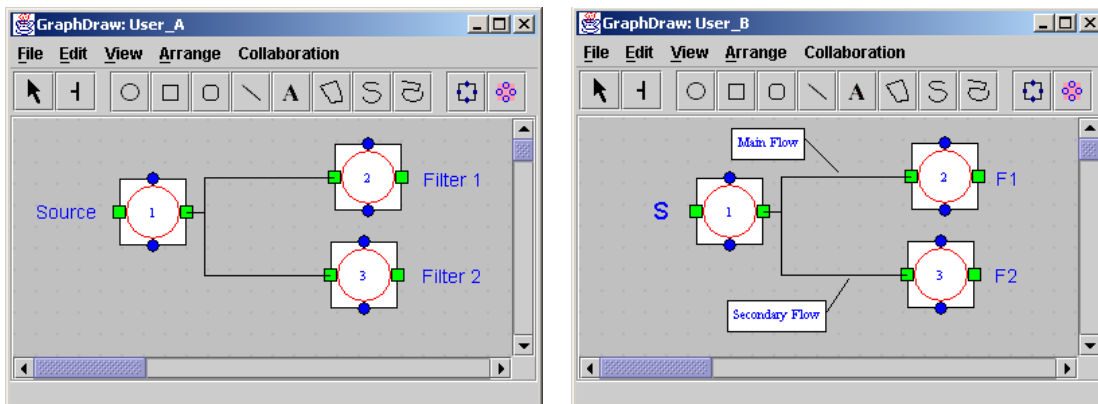 GraphDraw: User_A
File Edit View Arrange Collaboration
A
2
Filter 1
Source
1
3
Filter 2
GraphDraw: User_B
File Edit View Arrange Collaboration
A
Main Flow
2
F1
S
1
3
F2
Secondary Flow